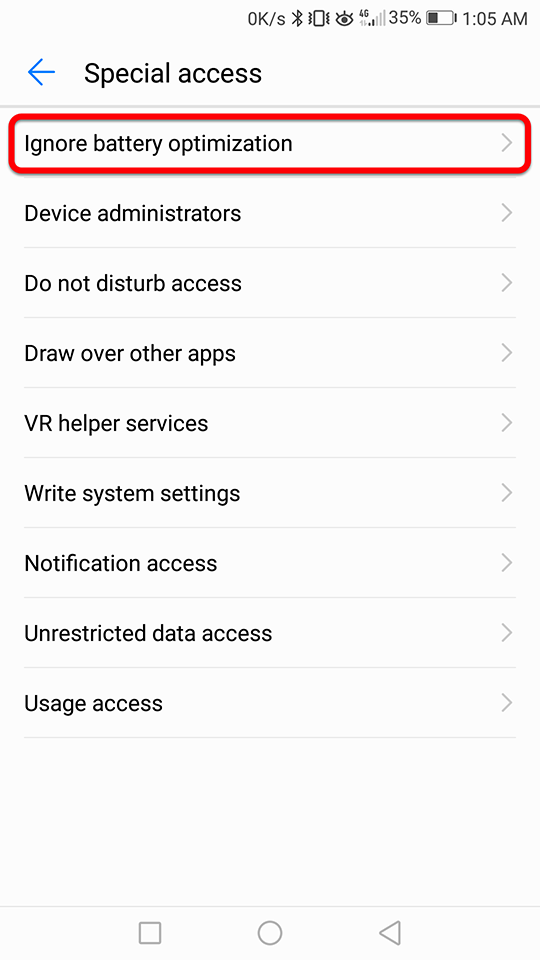 0K/s 4G 35% 1:05 AM
Special access
Ignore battery optimization
Device administrators
Do not disturb access
Draw over other apps
VR helper services
Write system settings
Notification access
Unrestricted data access
Usage access